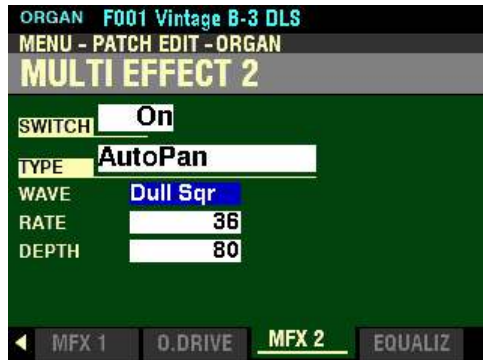 ORGAN F001 Vintage B-3 DLS
MENU - PATCH EDIT - ORGAN
MULTI EFFECT 2
SWITCH On
TYPE AutoPan
WAVE Dull Sqr
RATE 36
DEPTH 80
MFX 1 O.DRIVE MFX 2 EQUALIZ